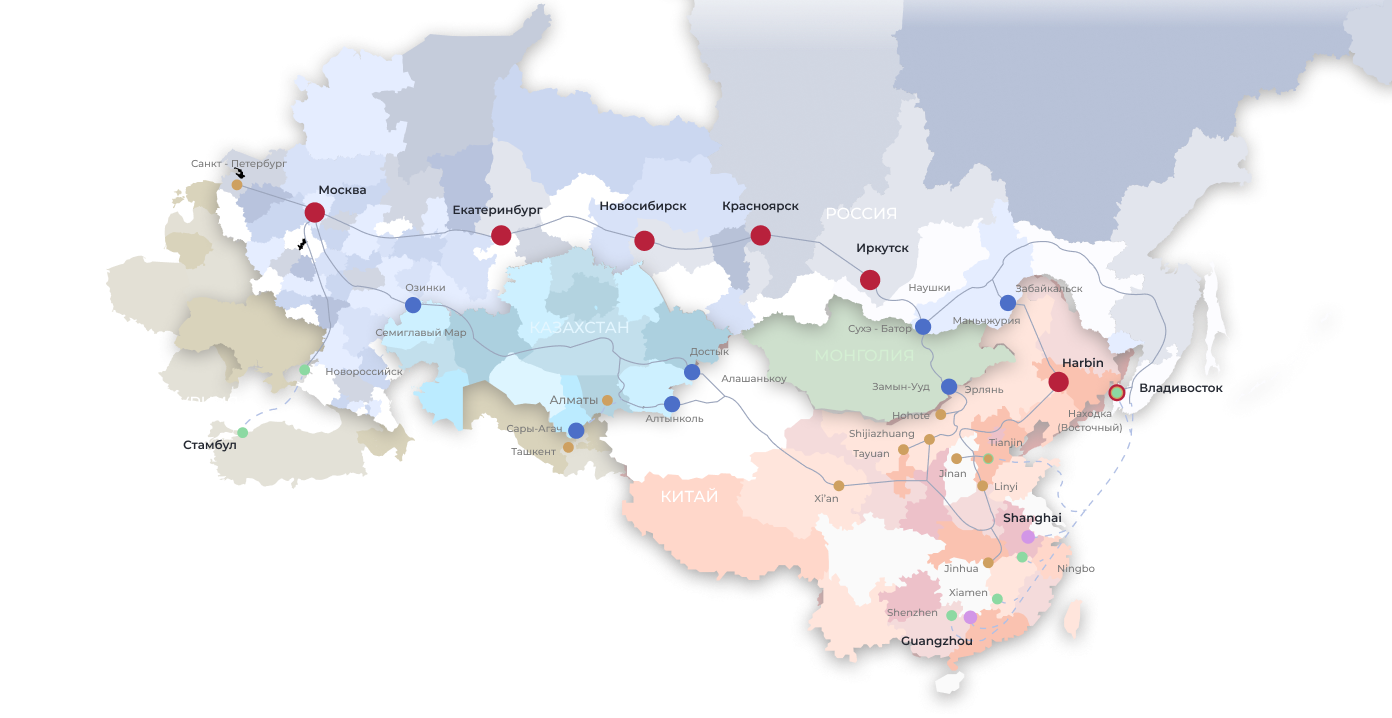 Санкт - Петербург
Москва
Екатеринбург
Новосибирск
Красноярск
РОССИЯ
Иркутск
Озинки
Наушки
Забайкальск
Семиглавый Мар
КАЗАХСТАН
Сухэ - Батор
Маньчжурия
Достык
МОНГОЛИЯ
Harbin
Новороссийск
Алашанькоу
Замын-Ууд
Эрлянь
Владивосток
Алматы
Алтынколь
Hohote
Находка
(Восточный)
Стамбул
Сары-Агач
Ташкент
Shijiazhuang
Tayuan
Tianjin
Jinan
Linyi
КИТАЙ
Xi'an
Shanghai
Jinhua
Ningbo
Xiamen
Shenzhen
Guangzhou